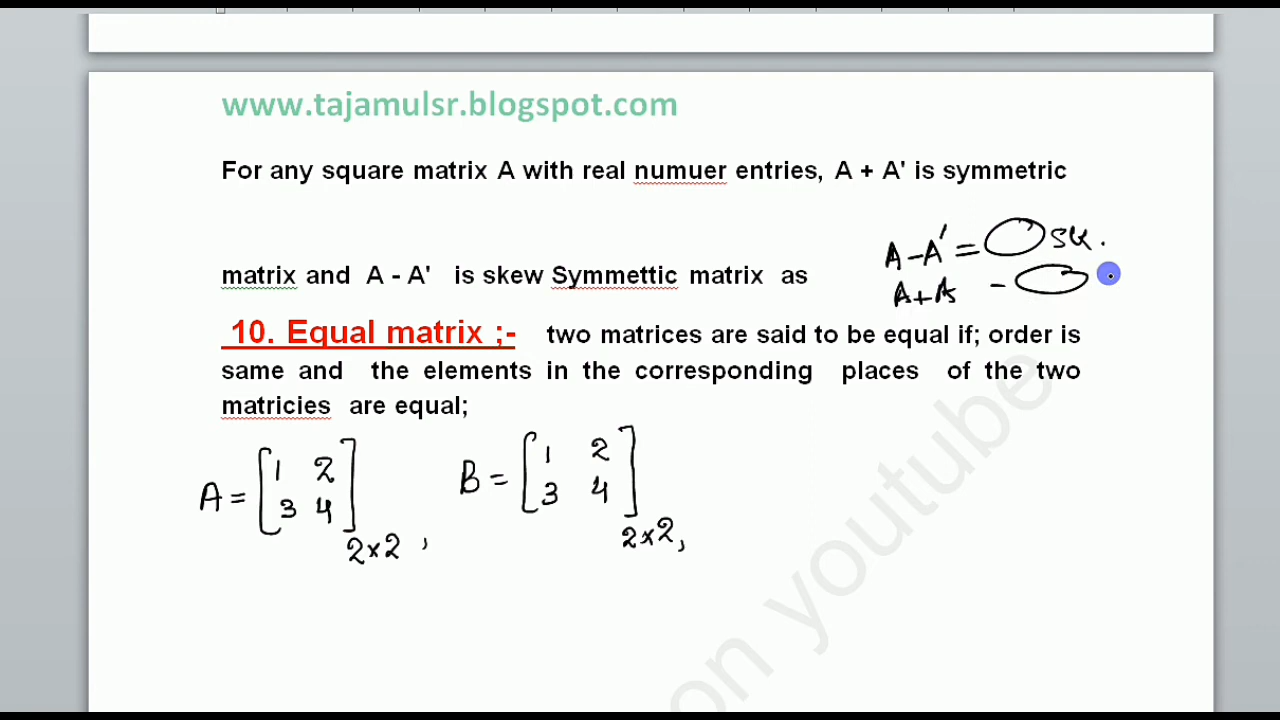 www.tajamulsr.blogspot.com
For any square matrix A with real numuer entries, A + A' is symmetric
A - A' = sk.
matrix and A - A' is skew Symmettic matrix as
A + A -
10. Equal matrix ;- two matrices are said to be equal if; order is
same and the elements in the corresponding places of the two
matricies are equal;
A = [1 2
3 4] 2×2 ,
B = [1 2
3 4] 2×2,
on youtube